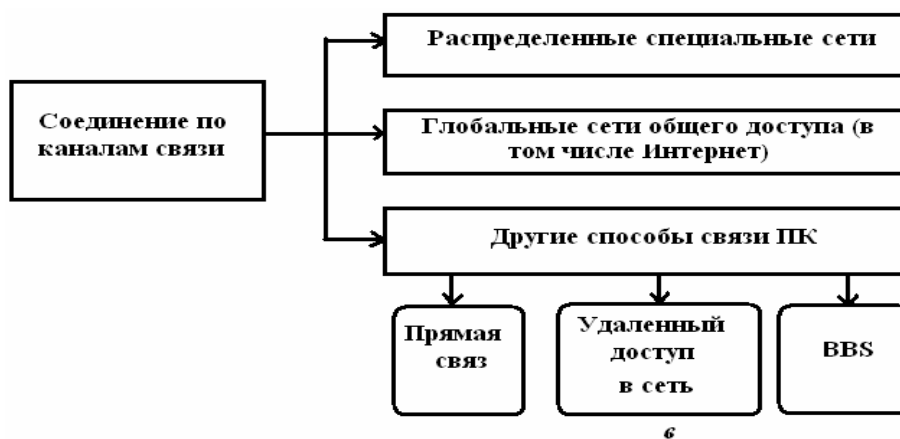 Распределенные специальные сети
Соединение по
каналам связи
Глобальные сети общего доступа (в
том числе Интернет)
Другие способы связи ПК
Прямая
связ
Удаленный
доступ
в сеть
BBS
в